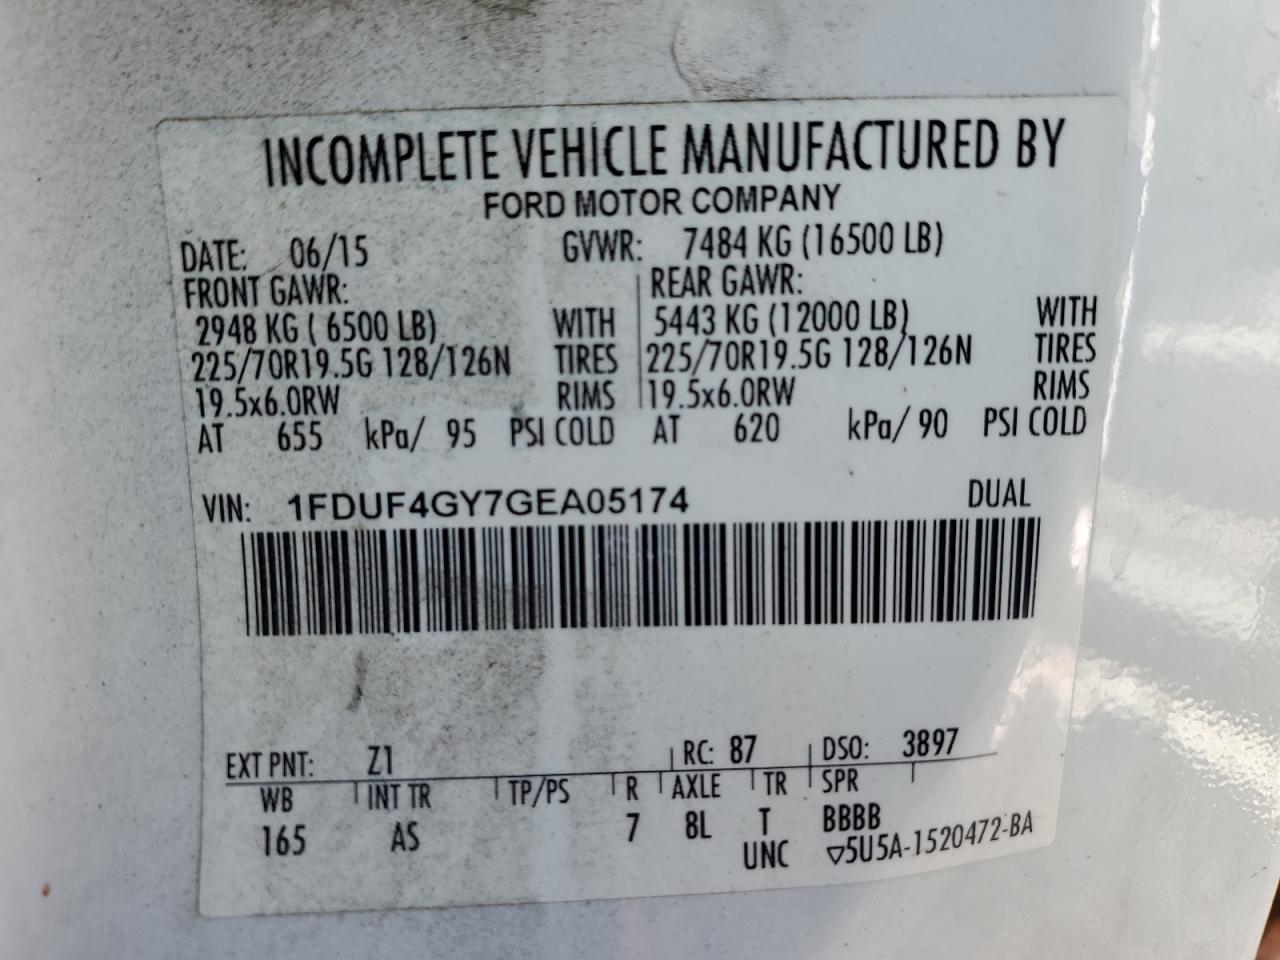 INCOMPLETE VEHICLE MANUFACTURED BY
FORD MOTOR COMPANY
DATE: 06/15 GVWR: 7484 KG (16500 LB)
FRONT GAWR: REAR GAWR:
2948 KG ( 6500 LB) WITH 5443 KG (12000 LB) WITH
225/70R19.5G 128/126N TIRES 225/70R19.5G 128/126N TIRES
19.5x6.0RW RIMS 19.5x6.0RW RIMS
AT 655 kPa/ 95 PSI COLD AT 620 kPa/ 90 PSI COLD
VIN: 1FDUF4GY7GEA05174 DUAL
EXT PNT: Z1 RC: 87 DSO: 3897
WB INT TR TP/PS R AXLE TR SPR
165 AS 7 8L T BBBB
UNC ▽5U5A-1520472-BA